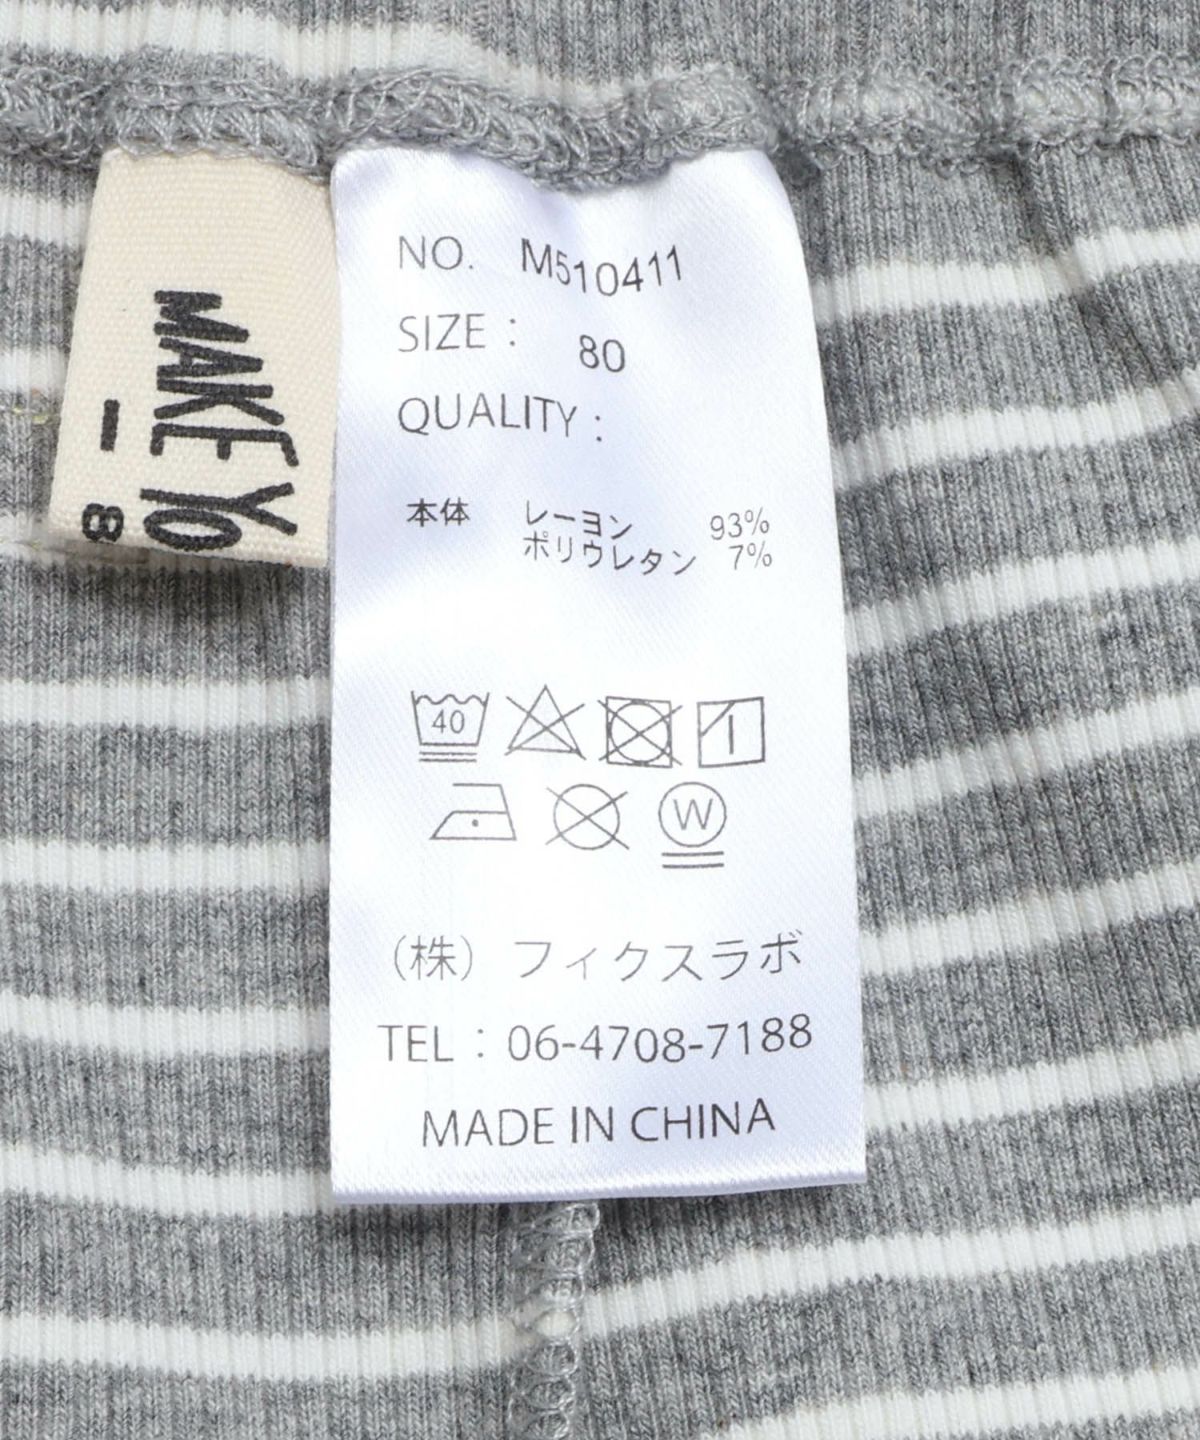 MAKE YO
8
NO. M510411
SIZE : 80
QUALITY :
本体 レーヨン 93%
ポリウレタン 7%
40
W
(株) フィクスラボ
TEL : 06-4708-7188
MADE IN CHINA